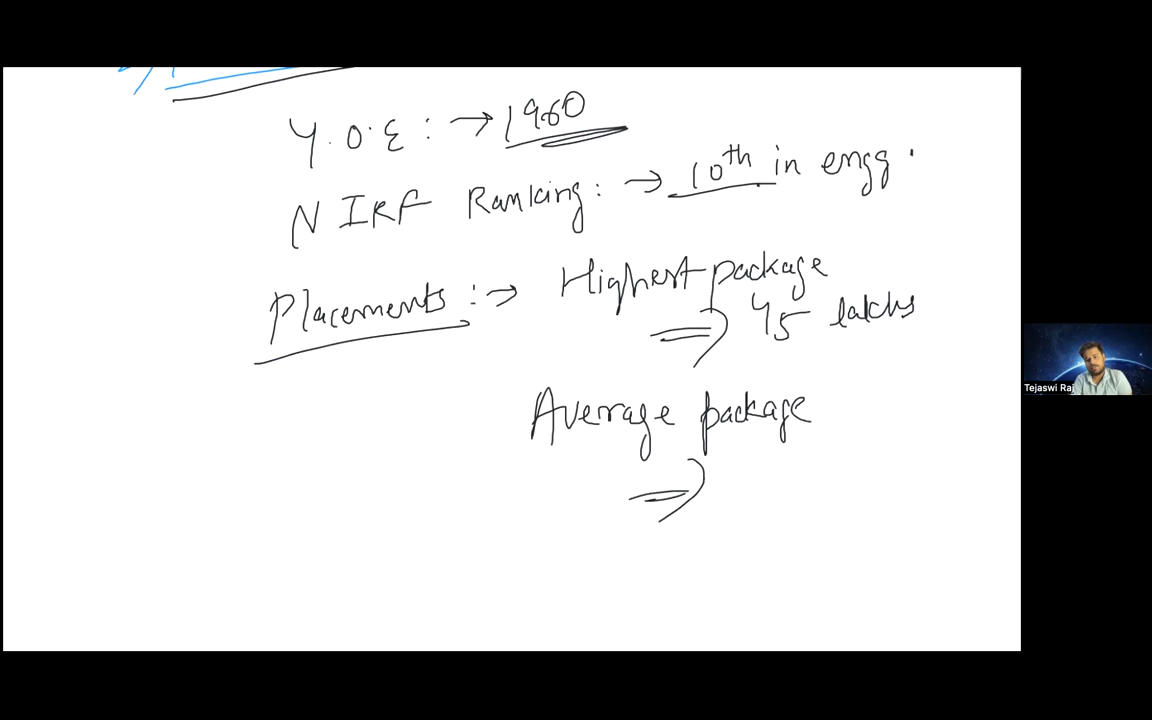 Y.O.E : → 1960
NIRF Ranking : → 10th in engg.
Placements :→ Highest package
⇒ 45 lakhs
Average package
⇒
Tejaswi Raj